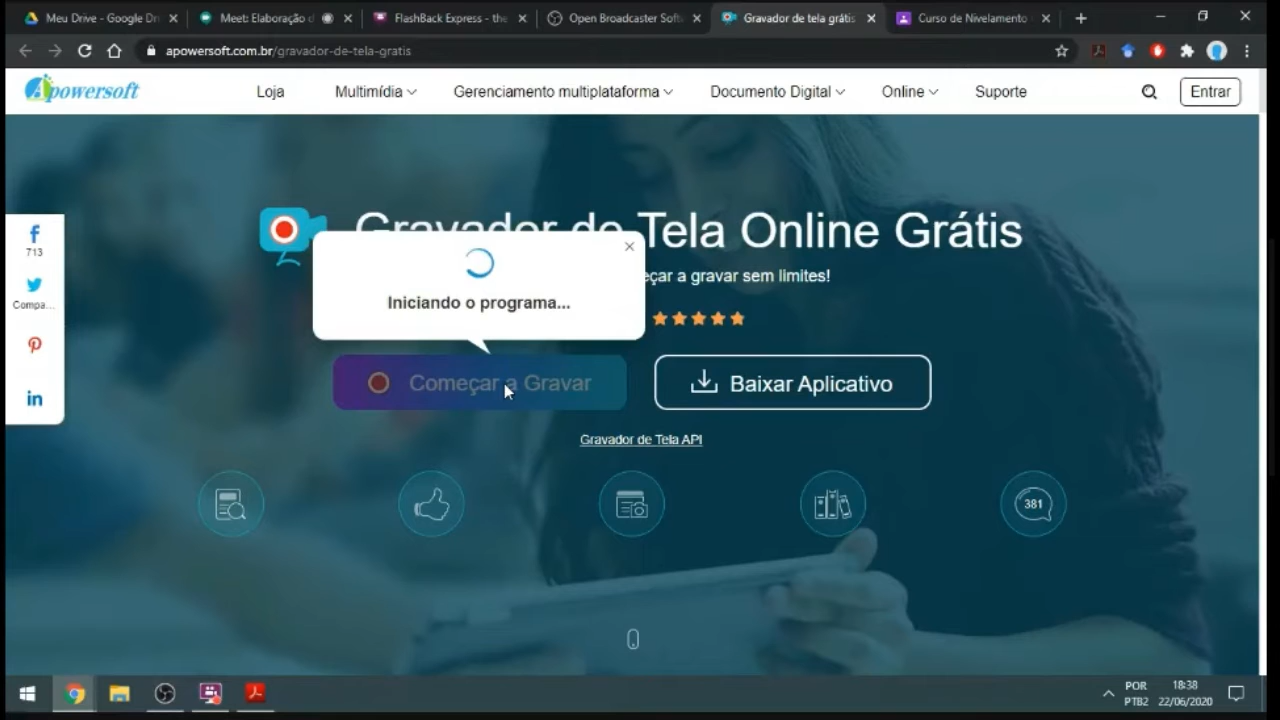 Meu Drive - Google Dr
Meet: Elaboração d
FlashBack Express - the
Open Broadcaster Soft
Gravador de tela grátis
Curso de Nivelamento
apowersoft.com.br/gravador-de-tela-gratis
Apowersoft
Loja
Multimídia
Gerenciamento multiplataforma
Documento Digital
Online
Suporte
Entrar
713
Compa...
Gravador de Tela Online Grátis
eçar a gravar sem limites!
Iniciando o programa...
Começar a Gravar
Baixar Aplicativo
Gravador de Tela API
381
POR
PTB2
18:38
22/06/2020